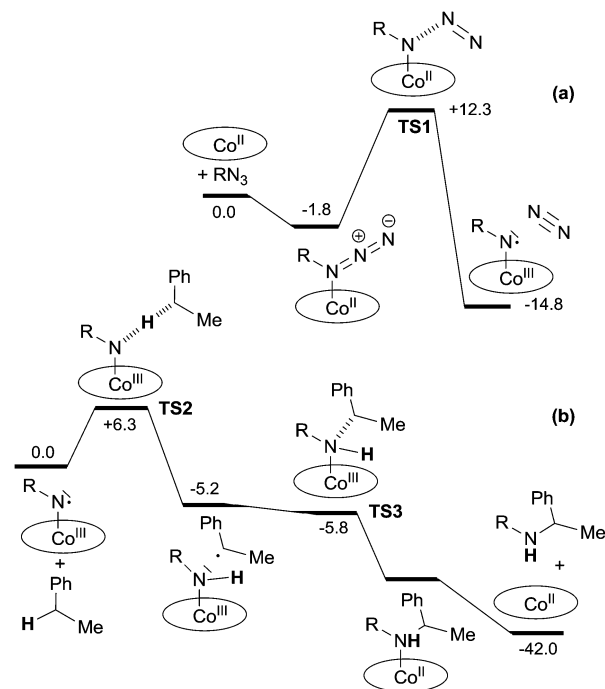 R N N N
Co^II
(a)
TS1 +12.3
Co^II
+ RN₃
0.0
-1.8
R N N N
⊕ ⊖
Co^II
R N• N N
Co^III
-14.8
Ph
R N H Me
Co^III
TS2
+6.3
0.0
R N•
Co^III
+
Ph
H Me
-5.2
Ph
R N H • Me
Co^III
(b)
Ph
R N H Me
Co^III
TS3
-5.8
Ph
R NH Me
Co^II
Ph
R N H Me
+
Co^II
-42.0